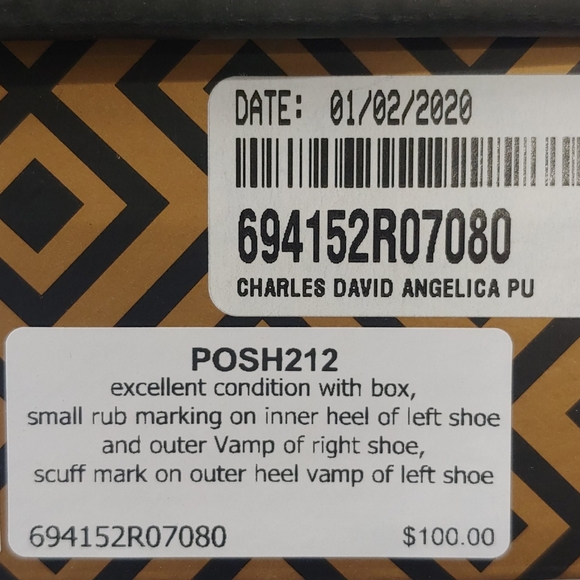 DATE: 01/02/2020
694152R07080
CHARLES DAVID ANGELICA PU
POSH212
excellent condition with box,
small rub marking on inner heel of left shoe
and outer Vamp of right shoe,
scuff mark on outer heel vamp of left shoe
694152R07080 $100.00